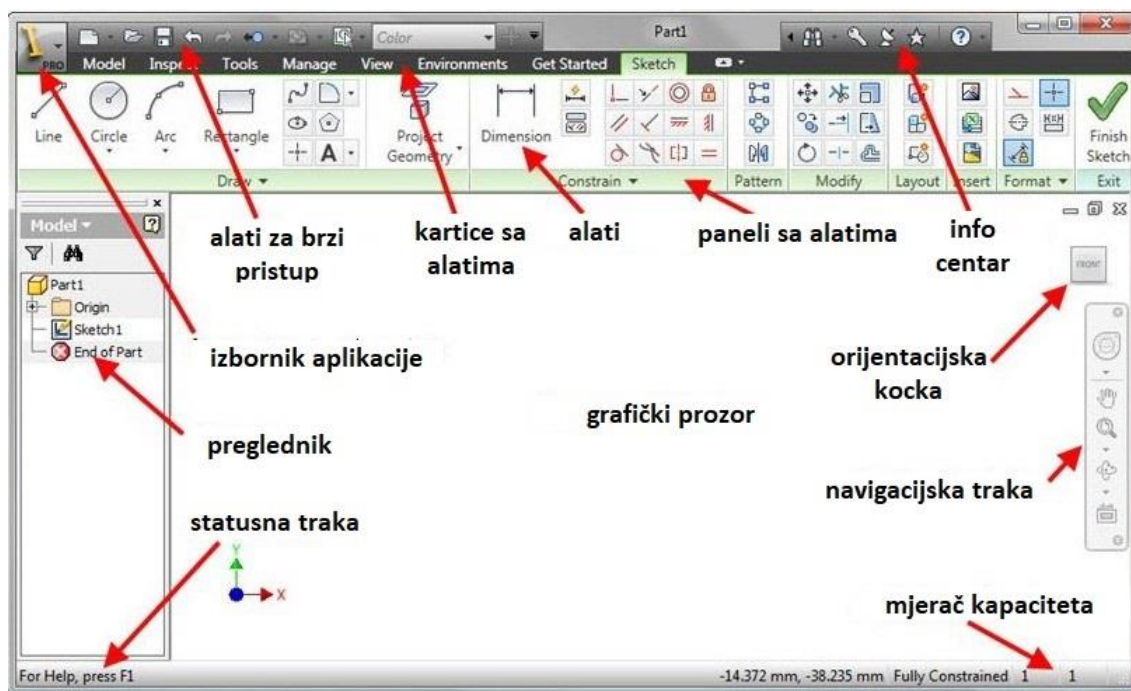 Color
Part1
PRO Model Inspect Tools Manage View Environments Get Started Sketch
Line Circle Arc Rectangle Project Geometry Dimension Finish Sketch
Draw Constrain Pattern Modify Layout Insert Format Exit
Model
alati za brzi pristup
kartice sa alatima
alati
paneli sa alatima
info centar
FRONT
Part1
Origin
Sketch1
End of Part
izbornik aplikacije
orijentacijska kocka
grafički prozor
preglednik
navigacijska traka
statusna traka
Y
X
mjerač kapaciteta
For Help, press F1
-14.372 mm, -38.235 mm Fully Constrained 1 1